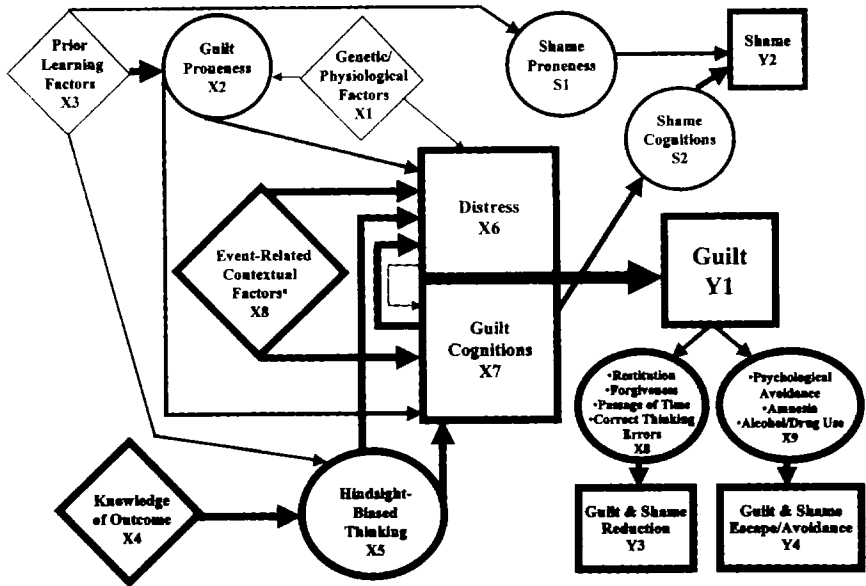 Prior
Learning
Factors
X3
Guilt
Proneness
X2
Genetic/
Physiological
Factors
X1
Shame
Proneness
S1
Shame
Y2
Shame
Cognitions
S2
Distress
X6
Event-Related
Contextual
Factors*
X8
Guilt
Y1
Guilt
Cognitions
X7
•Restitution
•Forgiveness
•Passage of Time
•Correct Thinking
Errors
X8
•Psychological
Avoidance
•Amnesia
•Alcohol/Drug Use
X9
Knowledge
of Outcome
X4
Hindsight-
Biased
Thinking
X5
Guilt & Shame
Reduction
Y3
Guilt & Shame
Escape/Avoidance
Y4